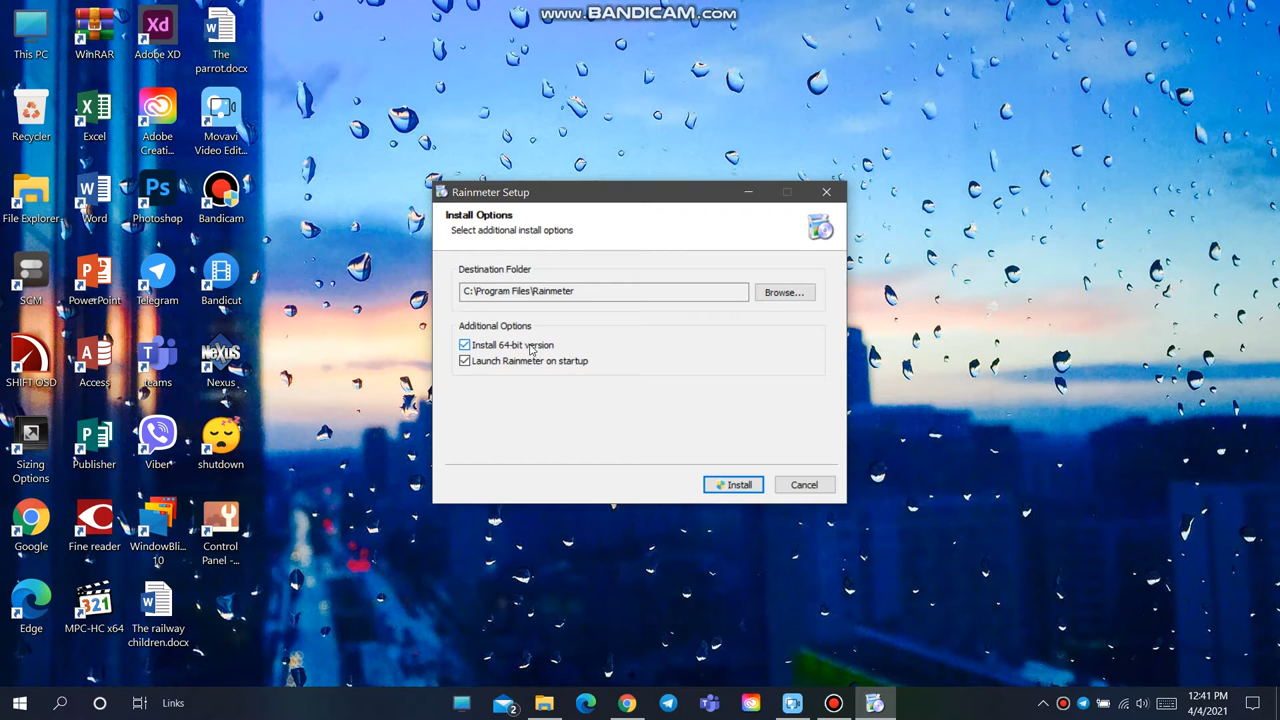 www.BANDICAM.com
This PC
WinRAR
Adobe XD
The
parrot.docx
Recycler
Excel
Adobe
Creati...
Movavi
Video Edit...
File Explorer
Word
Photoshop
Bandicam
SCM
PowerPoint
Telegram
Bandicut
SHIFT OSD
Access
teams
Nexus
Sizing
Options
Publisher
Viber
shutdown
Google
Fine reader
WindowBli...
10
Control
Panel -...
Edge
MPC-HC x64
The railway
children.docx
Rainmeter Setup
Install Options
Select additional install options
Destination Folder
C:\Program Files\Rainmeter
Browse...
Additional Options
Install 64-bit version
Launch Rainmeter on startup
Install
Cancel
Links
2
12:41 PM
4/4/2021